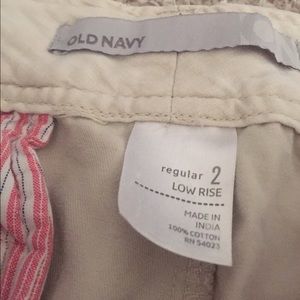 OLD NAVY
regular 2
LOW RISE
MADE IN
INDIA
100% COTTON
RN 54023